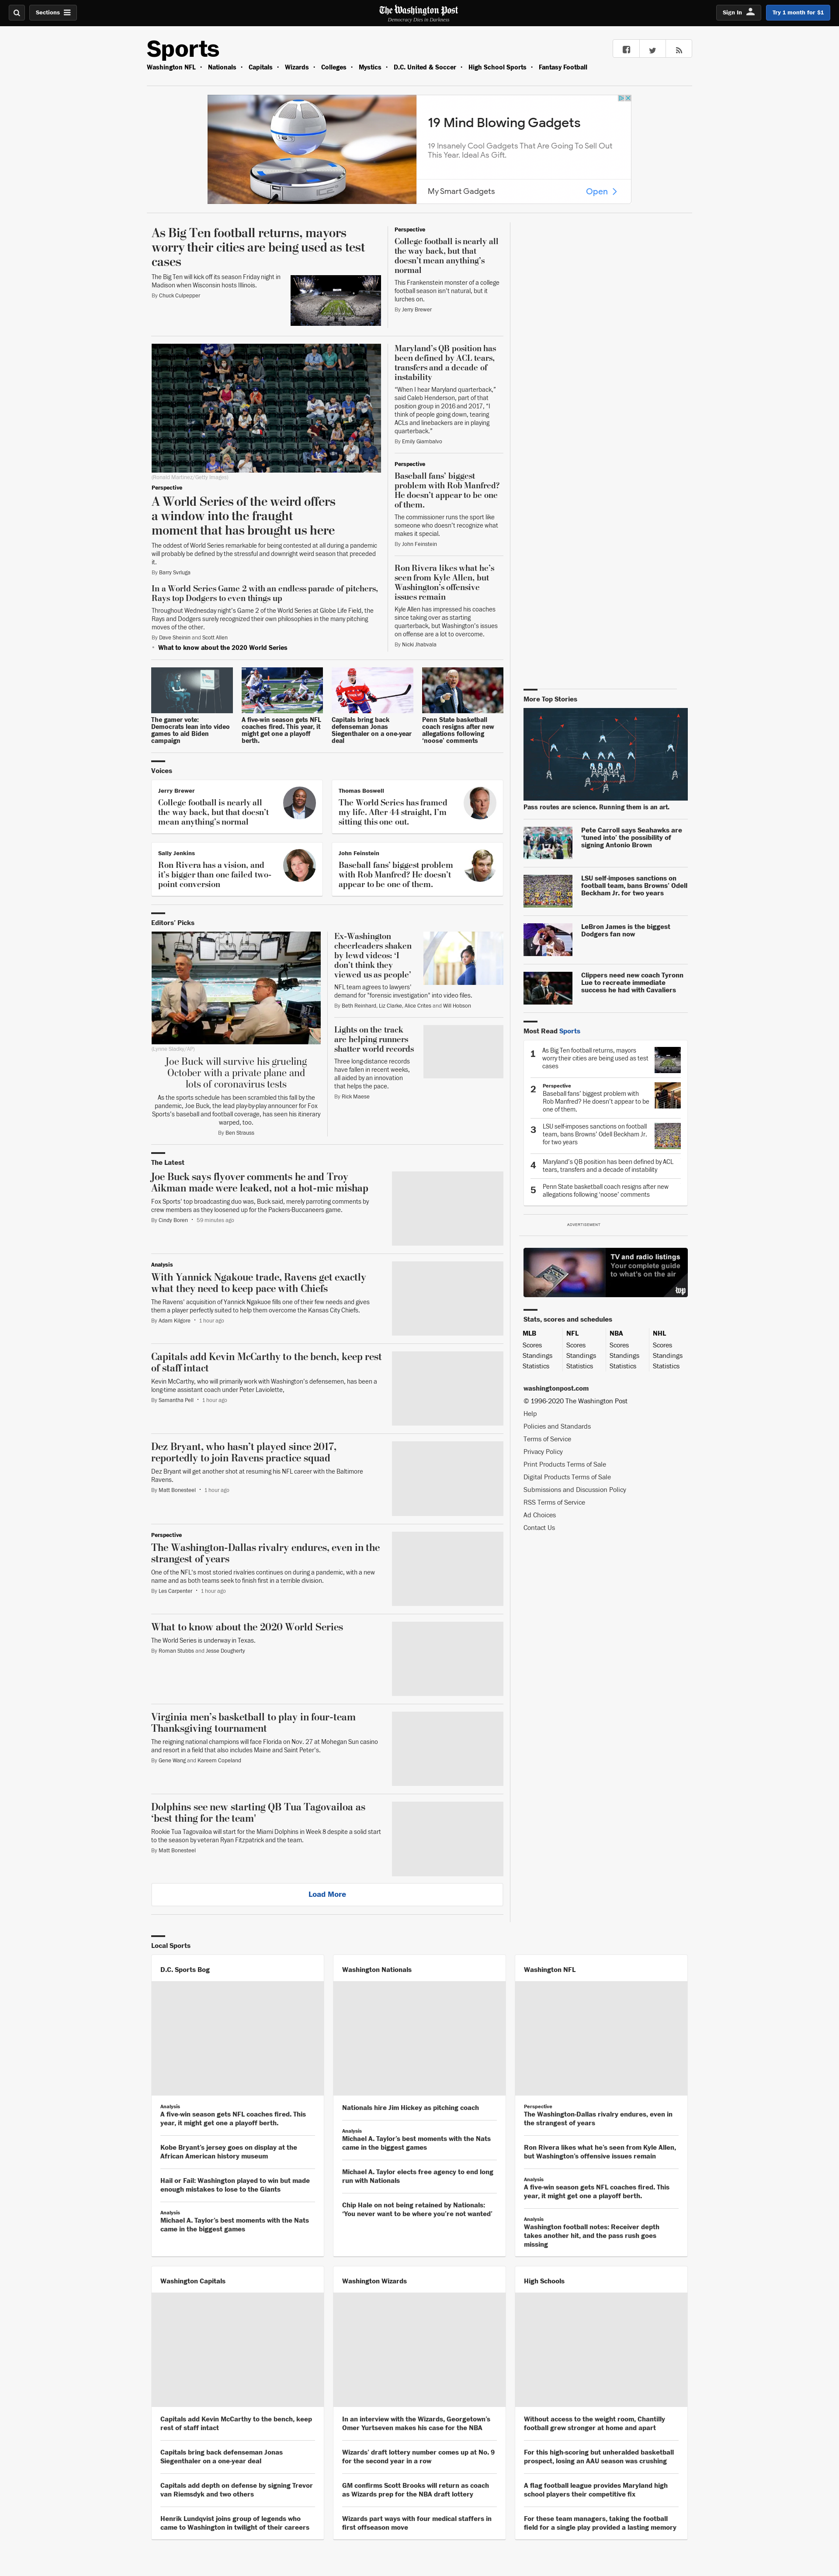 Sections
The Washington Post
Democracy Dies in Darkness
Sign In
Try 1 month for $1
Sports
Washington NFL • Nationals • Capitals • Wizards • Colleges • Mystics • D.C. United & Soccer • High School Sports • Fantasy Football
19 Mind Blowing Gadgets
19 Insanely Cool Gadgets That Are Going To Sell Out
This Year. Ideal As Gift.
My Smart Gadgets
Open
As Big Ten football returns, mayors
worry their cities are being used as test
cases
The Big Ten will kick off its season Friday night in
Madison when Wisconsin hosts Illinois.
By Chuck Culpepper
Perspective
College football is nearly all
the way back, but that
doesn’t mean anything’s
normal
This Frankenstein monster of a college
football season isn’t natural, but it
lurches on.
By Jerry Brewer
(Ronald Martinez/Getty Images)
Perspective
A World Series of the weird offers
a window into the fraught
moment that has brought us here
The oddest of World Series remarkable for being contested at all during a pandemic
will probably be defined by the stressful and downright weird season that preceded
it.
By Barry Svrluga
In a World Series Game 2 with an endless parade of pitchers,
Rays top Dodgers to even things up
Throughout Wednesday night’s Game 2 of the World Series at Globe Life Field, the
Rays and Dodgers surely recognized their own philosophies in the many pitching
moves of the other.
By Dave Sheinin and Scott Allen
• What to know about the 2020 World Series
Maryland’s QB position has
been defined by ACL tears,
transfers and a decade of
instability
“When I hear Maryland quarterback,”
said Caleb Henderson, part of that
position group in 2016 and 2017, “I
think of people going down, tearing
ACLs and linebackers are in playing
quarterback.”
By Emily Giambalvo
Perspective
Baseball fans’ biggest
problem with Rob Manfred?
He doesn’t appear to be one
of them.
The commissioner runs the sport like
someone who doesn’t recognize what
makes it special.
By John Feinstein
Ron Rivera likes what he’s
seen from Kyle Allen, but
Washington’s offensive
issues remain
Kyle Allen has impressed his coaches
since taking over as starting
quarterback, but Washington’s issues
on offense are a lot to overcome.
By Nicki Jhabvala
The gamer vote:
Democrats lean into video
games to aid Biden
campaign
A five-win season gets NFL
coaches fired. This year, it
might get one a playoff
berth.
Capitals bring back
defenseman Jonas
Siegenthaler on a one-year
deal
Penn State basketball
coach resigns after new
allegations following
‘noose’ comments
Voices
Jerry Brewer
College football is nearly all
the way back, but that doesn’t
mean anything’s normal
Thomas Boswell
The World Series has framed
my life. After 44 straight, I’m
sitting this one out.
Sally Jenkins
Ron Rivera has a vision, and
it’s bigger than one failed two-
point conversion
John Feinstein
Baseball fans’ biggest problem
with Rob Manfred? He doesn’t
appear to be one of them.
Editors’ Picks
(Lynne Sladky/AP)
Joe Buck will survive his grueling
October with a private plane and
lots of coronavirus tests
As the sports schedule has been scrambled this fall by the
pandemic, Joe Buck, the lead play-by-play announcer for Fox
Sports’s baseball and football coverage, has seen his itinerary
warped, too.
By Ben Strauss
Ex-Washington
cheerleaders shaken
by lewd videos: ‘I
don’t think they
viewed us as people’
NFL team agrees to lawyers’
demand for "forensic investigation" into video files.
By Beth Reinhard, Liz Clarke, Alice Crites and Will Hobson
Lights on the track
are helping runners
shatter world records
Three long-distance records
have fallen in recent weeks,
all aided by an innovation
that helps the pace.
By Rick Maese
The Latest
Joe Buck says flyover comments he and Troy
Aikman made were leaked, not a hot-mic mishap
Fox Sports’ top broadcasting duo was, Buck said, merely parroting comments by
crew members as they loosened up for the Packers-Buccaneers game.
By Cindy Boren • 59 minutes ago
Analysis
With Yannick Ngakoue trade, Ravens get exactly
what they need to keep pace with Chiefs
The Ravens’ acquisition of Yannick Ngakuoe fills one of their few needs and gives
them a player perfectly suited to help them overcome the Kansas City Chiefs.
By Adam Kilgore • 1 hour ago
Capitals add Kevin McCarthy to the bench, keep rest
of staff intact
Kevin McCarthy, who will primarily work with Washington’s defensemen, has been a
long-time assistant coach under Peter Laviolette,
By Samantha Pell • 1 hour ago
Dez Bryant, who hasn’t played since 2017,
reportedly to join Ravens practice squad
Dez Bryant will get another shot at resuming his NFL career with the Baltimore
Ravens.
By Matt Bonesteel • 1 hour ago
Perspective
The Washington-Dallas rivalry endures, even in the
strangest of years
One of the NFL’s most storied rivalries continues on during a pandemic, with a new
name and as both teams seek to finish first in a terrible division.
By Les Carpenter • 1 hour ago
What to know about the 2020 World Series
The World Series is underway in Texas.
By Roman Stubbs and Jesse Dougherty
Virginia men’s basketball to play in four-team
Thanksgiving tournament
The reigning national champions will face Florida on Nov. 27 at Mohegan Sun casino
and resort in a field that also includes Maine and Saint Peter’s.
By Gene Wang and Kareem Copeland
Dolphins see new starting QB Tua Tagovailoa as
‘best thing for the team’
Rookie Tua Tagovailoa will start for the Miami Dolphins in Week 8 despite a solid start
to the season by veteran Ryan Fitzpatrick and the team.
By Matt Bonesteel
Load More
More Top Stories
Pass routes are science. Running them is an art.
Pete Carroll says Seahawks are
‘tuned into’ the possibility of
signing Antonio Brown
LSU self-imposes sanctions on
football team, bans Browns’ Odell
Beckham Jr. for two years
LeBron James is the biggest
Dodgers fan now
Clippers need new coach Tyronn
Lue to recreate immediate
success he had with Cavaliers
Most Read Sports
1 As Big Ten football returns, mayors
worry their cities are being used as test
cases
2 Perspective
Baseball fans’ biggest problem with
Rob Manfred? He doesn’t appear to be
one of them.
3 LSU self-imposes sanctions on football
team, bans Browns’ Odell Beckham Jr.
for two years
4 Maryland’s QB position has been defined by ACL
tears, transfers and a decade of instability
5 Penn State basketball coach resigns after new
allegations following ‘noose’ comments
ADVERTISEMENT
TV and radio listings
Your complete guide
to what’s on the air
wp
Stats, scores and schedules
MLB NFL NBA NHL
Scores Scores Scores Scores
Standings Standings Standings Standings
Statistics Statistics Statistics Statistics
washingtonpost.com
© 1996-2020 The Washington Post
Help
Policies and Standards
Terms of Service
Privacy Policy
Print Products Terms of Sale
Digital Products Terms of Sale
Submissions and Discussion Policy
RSS Terms of Service
Ad Choices
Contact Us
Local Sports
D.C. Sports Bog
Analysis
A five-win season gets NFL coaches fired. This
year, it might get one a playoff berth.
Kobe Bryant’s jersey goes on display at the
African American history museum
Hail or Fail: Washington played to win but made
enough mistakes to lose to the Giants
Analysis
Michael A. Taylor’s best moments with the Nats
came in the biggest games
Washington Nationals
Nationals hire Jim Hickey as pitching coach
Analysis
Michael A. Taylor’s best moments with the Nats
came in the biggest games
Michael A. Taylor elects free agency to end long
run with Nationals
Chip Hale on not being retained by Nationals:
‘You never want to be where you’re not wanted’
Washington NFL
Perspective
The Washington-Dallas rivalry endures, even in
the strangest of years
Ron Rivera likes what he’s seen from Kyle Allen,
but Washington’s offensive issues remain
Analysis
A five-win season gets NFL coaches fired. This
year, it might get one a playoff berth.
Analysis
Washington football notes: Receiver depth
takes another hit, and the pass rush goes
missing
Washington Capitals
Capitals add Kevin McCarthy to the bench, keep
rest of staff intact
Capitals bring back defenseman Jonas
Siegenthaler on a one-year deal
Capitals add depth on defense by signing Trevor
van Riemsdyk and two others
Henrik Lundqvist joins group of legends who
came to Washington in twilight of their careers
Washington Wizards
In an interview with the Wizards, Georgetown’s
Omer Yurtseven makes his case for the NBA
Wizards’ draft lottery number comes up at No. 9
for the second year in a row
GM confirms Scott Brooks will return as coach
as Wizards prep for the NBA draft lottery
Wizards part ways with four medical staffers in
first offseason move
High Schools
Without access to the weight room, Chantilly
football grew stronger at home and apart
For this high-scoring but unheralded basketball
prospect, losing an AAU season was crushing
A flag football league provides Maryland high
school players their competitive fix
For these team managers, taking the football
field for a single play provided a lasting memory